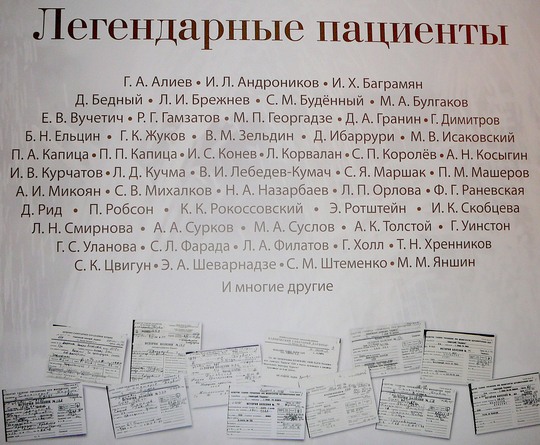 Легендарные пациенты
Г. А. Алиев • И. Л. Андроников • И. Х. Баграмян
Д. Бедный • Л. И. Брежнев • С. М. Будённый • М. А. Булгаков
Е. В. Вучетич • Р. Г. Гамзатов • М. П. Георгадзе • Д. А. Гранин • Г. Димитров
Б. Н. Ельцин • Г. К. Жуков • В. М. Зельдин • Д. Ибаррури • М. В. Исаковский
П. А. Капица • П. П. Капица • И. С. Конев • Л. Корвалан • С. П. Королёв • А. Н. Косыгин
И. В. Курчатов • Л. Д. Кучма • В. И. Лебедев-Кумач • С. Я. Маршак • П. М. Машеров
А. И. Микоян • С. В. Михалков • Н. А. Назарбаев • Л. П. Орлова • Ф. Г. Раневская
Д. Рид • П. Робсон • К. К. Рокоссовский • Э. Ротштейн • И. К. Скобцева
Л. Н. Смирнова • А. А. Сурков • М. А. Суслов • А. К. Толстой • Г. Уинстон
Г. С. Уланова • С. Л. Фарада • Л. А. Филатов • Г. Холл • Т. Н. Хренников
С. К. Цвигун • Э. А. Шеварнадзе • С. М. Штеменко • М. М. Яншин
И многие другие